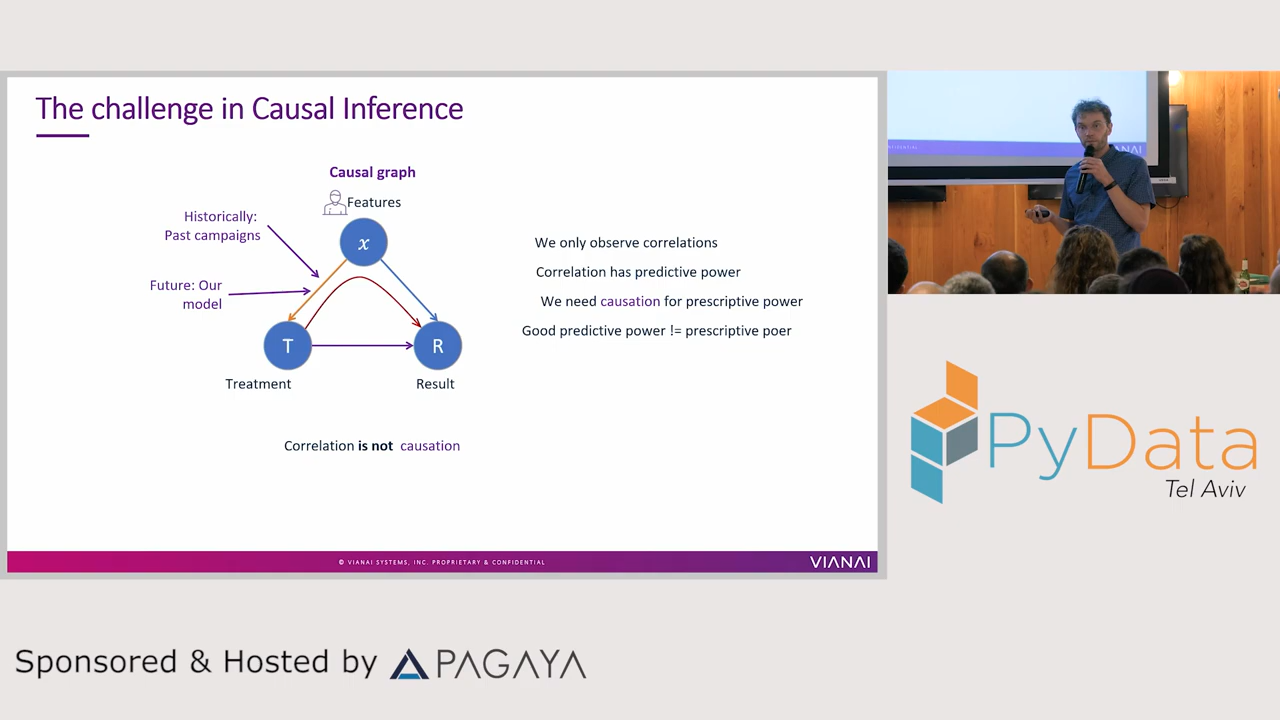 The challenge in Causal Inference
Causal graph
Features
Historically:
Past campaigns
x
Future: Our
model
T
R
Treatment
Result
Correlation is not causation
We only observe correlations
Correlation has predictive power
We need causation for prescriptive power
Good predictive power != prescriptive poer
© VIANAI SYSTEMS, INC. PROPRIETARY & CONFIDENTIAL
VIANAI
PyData
Tel Aviv
Sponsored & Hosted by PAGAYA